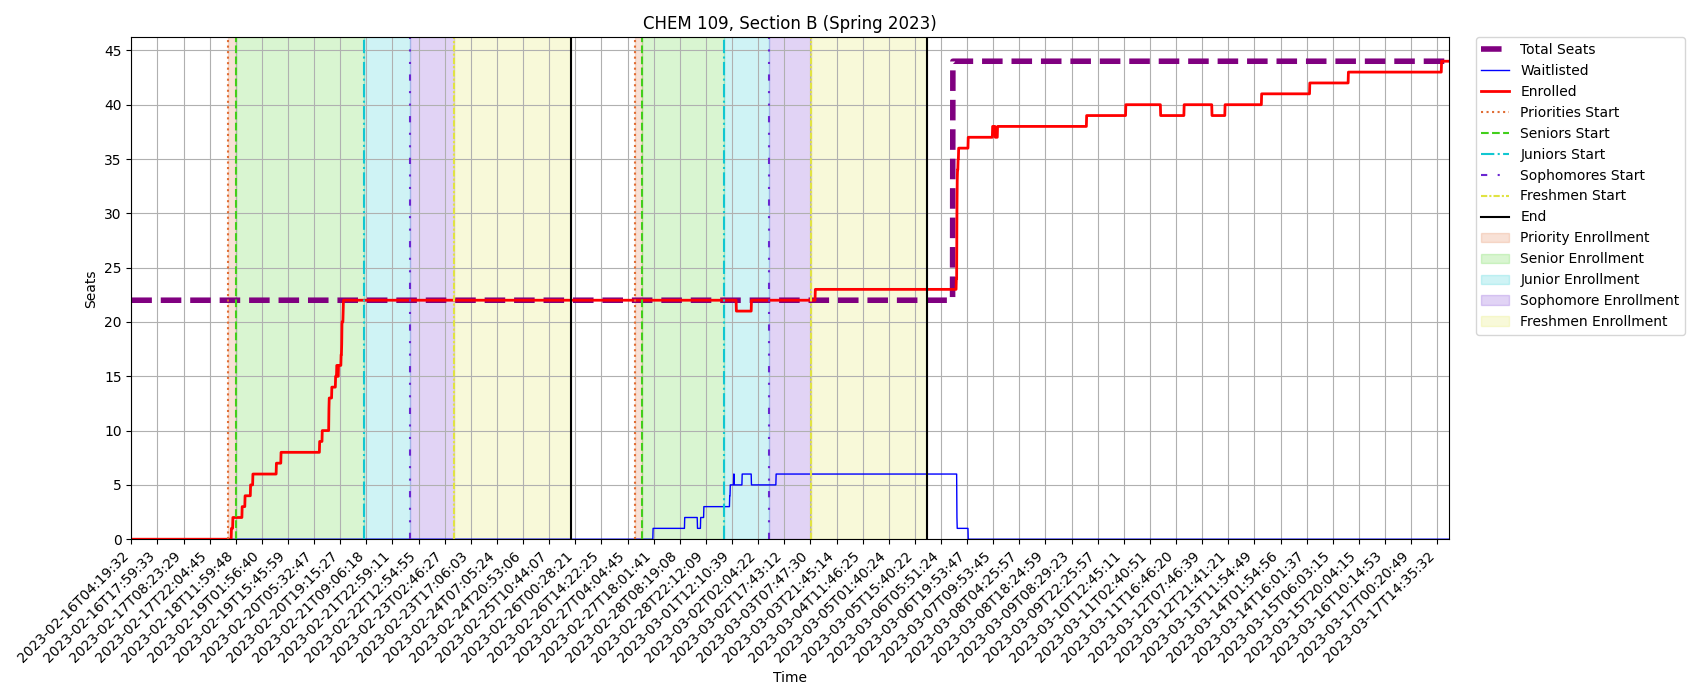 CHEM 109, Section B (Spring 2023)
Seats
45
40
35
30
25
20
15
10
5
0
2023-02-16T04:19:32
2023-02-16T17:59:33
2023-02-17T08:23:29
2023-02-17T22:04:45
2023-02-18T11:59:48
2023-02-19T01:56:40
2023-02-19T15:45:59
2023-02-20T05:32:47
2023-02-20T19:15:27
2023-02-21T09:06:18
2023-02-21T22:59:11
2023-02-22T12:54:55
2023-02-23T02:46:27
2023-02-23T17:06:03
2023-02-24T07:05:24
2023-02-24T20:53:06
2023-02-25T10:44:07
2023-02-26T00:28:21
2023-02-26T14:22:25
2023-02-27T04:04:45
2023-02-27T18:01:41
2023-02-28T08:19:08
2023-02-28T22:12:09
2023-03-01T12:10:39
2023-03-02T02:04:22
2023-03-02T17:43:12
2023-03-03T07:47:30
2023-03-03T21:45:14
2023-03-04T11:46:25
2023-03-05T01:40:24
2023-03-05T15:40:22
2023-03-06T05:51:24
2023-03-06T19:53:47
2023-03-07T09:53:45
2023-03-08T04:25:57
2023-03-08T18:24:59
2023-03-09T08:29:23
2023-03-09T22:25:57
2023-03-10T12:45:11
2023-03-11T02:40:51
2023-03-11T16:46:20
2023-03-12T07:46:39
2023-03-12T21:41:21
2023-03-13T11:54:49
2023-03-14T01:54:56
2023-03-14T16:01:37
2023-03-15T06:03:15
2023-03-15T20:04:15
2023-03-16T10:14:53
2023-03-17T00:20:49
2023-03-17T14:35:32
Time
Total Seats
Waitlisted
Enrolled
Priorities Start
Seniors Start
Juniors Start
Sophomores Start
Freshmen Start
End
Priority Enrollment
Senior Enrollment
Junior Enrollment
Sophomore Enrollment
Freshmen Enrollment